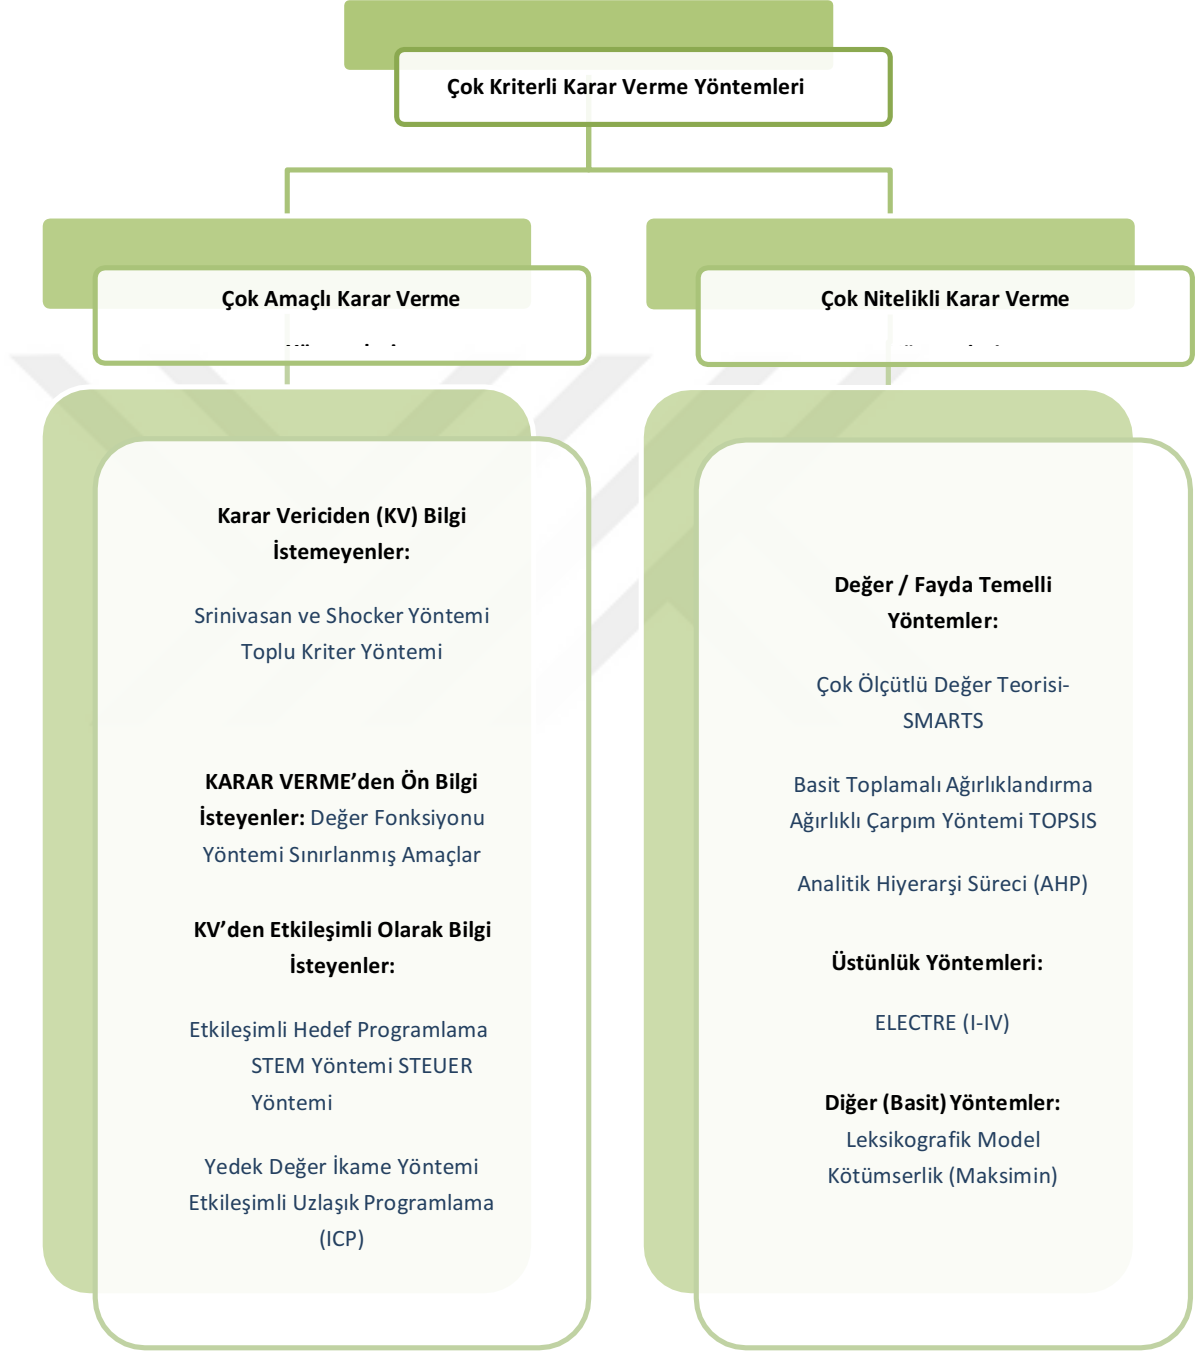 Çok Kriterli Karar Verme Yöntemleri
Çok Amaçlı Karar Verme
Karar Vericiden (KV) Bilgi
İstemeyenler:
Srinivasan ve Shocker Yöntemi
Toplu Kriter Yöntemi
KARAR VERME’den Ön Bilgi
İsteyenler: Değer Fonksiyonu
Yöntemi Sınırlanmış Amaçlar
KV’den Etkileşimli Olarak Bilgi
İsteyenler:
Etkileşimli Hedef Programlama
STEM Yöntemi STEUER
Yöntemi
Yedek Değer İkame Yöntemi
Etkileşimli Uzlaşık Programlama
(ICP)
Çok Nitelikli Karar Verme
Değer / Fayda Temelli
Yöntemler:
Çok Ölçütlü Değer Teorisi-
SMARTS
Basit Toplamalı Ağırlıklandırma
Ağırlıklı Çarpım Yöntemi TOPSIS
Analitik Hiyerarşi Süreci (AHP)
Üstünlük Yöntemleri:
ELECTRE (I-IV)
Diğer (Basit) Yöntemler:
Leksikografik Model
Kötümserlik (Maksimin)